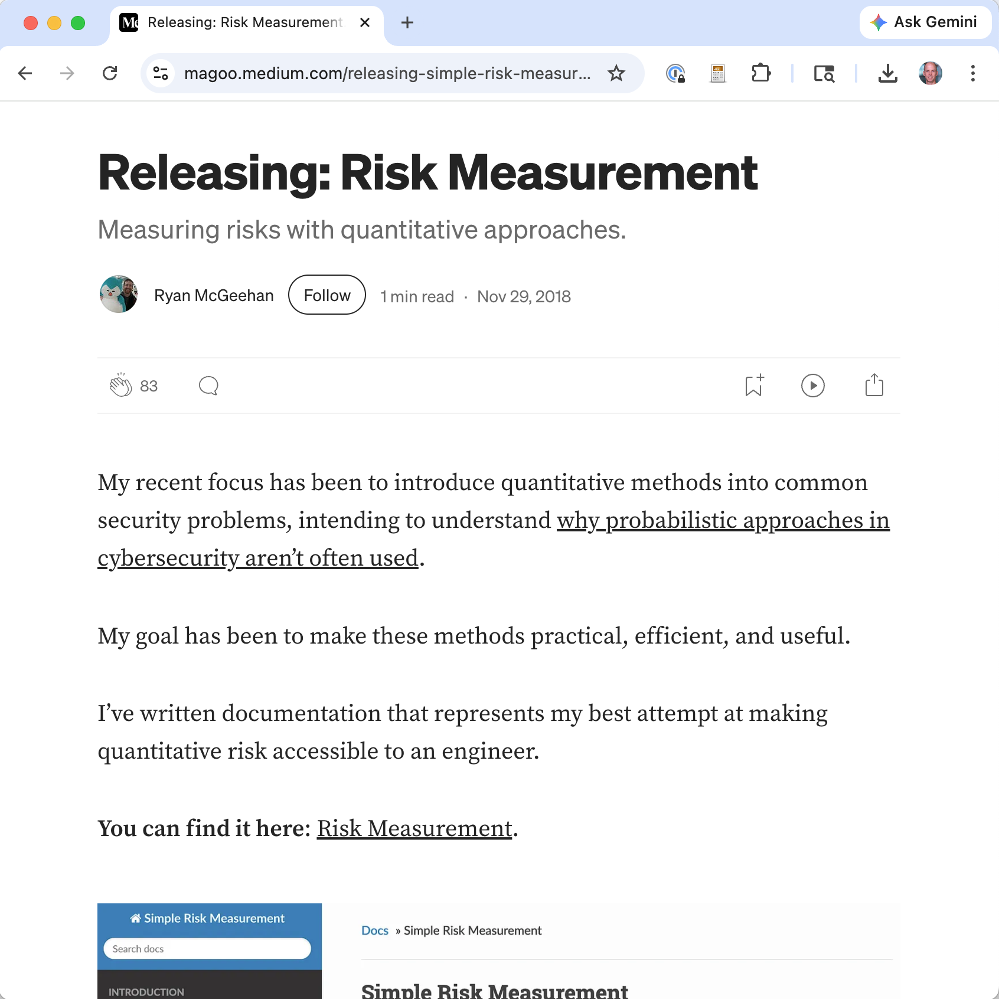 Releasing: Risk Measurement
Ask Gemini
magoo.medium.com/releasing-simple-risk-measur...
Releasing: Risk Measurement
Measuring risks with quantitative approaches.
Ryan McGeehan Follow 1 min read · Nov 29, 2018
83
My recent focus has been to introduce quantitative methods into common
security problems, intending to understand why probabilistic approaches in
cybersecurity aren’t often used.
My goal has been to make these methods practical, efficient, and useful.
I’ve written documentation that represents my best attempt at making
quantitative risk accessible to an engineer.
You can find it here: Risk Measurement.
Simple Risk Measurement
Search docs
INTRODUCTION
Docs » Simple Risk Measurement
Simple Risk Measurement